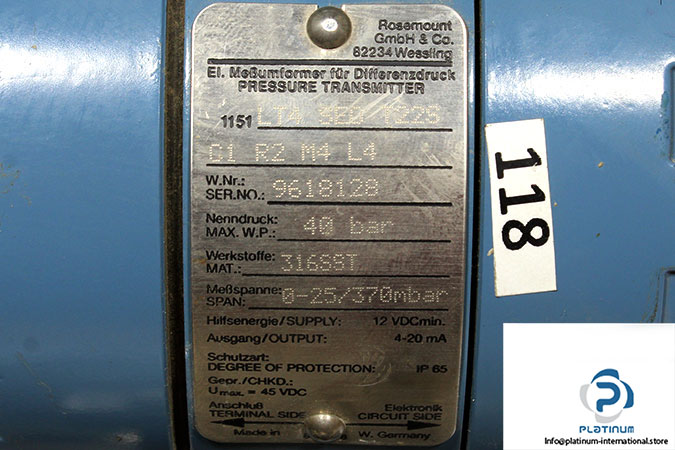 Rosemount
GmbH & Co.
82234 Wessling
El. Meßumformer für Differenzdruck
PRESSURE TRANSMITTER
1151 LT4
C1 R2 M4 L4
W.Nr.:
SER.NO.: 9618128
Nenndruck:
MAX. W.P.: 40 bar
Werkstoffe:
MAT.: 316SST
Meßspanne:
SPAN: 0-25/370mbar
Hilfsenergie/SUPPLY: 12 VDCmin.
Ausgang/OUTPUT: 4-20 mA
Schutzart:
DEGREE OF PROTECTION: IP 65
Gepr./CHKD.:
Umax. = 45 VDC
Anschluß Elektronik
TERMINAL SIDE CIRCUIT SIDE
Made in W. Germany
118
PLATINUM
Info@platinum-international.store